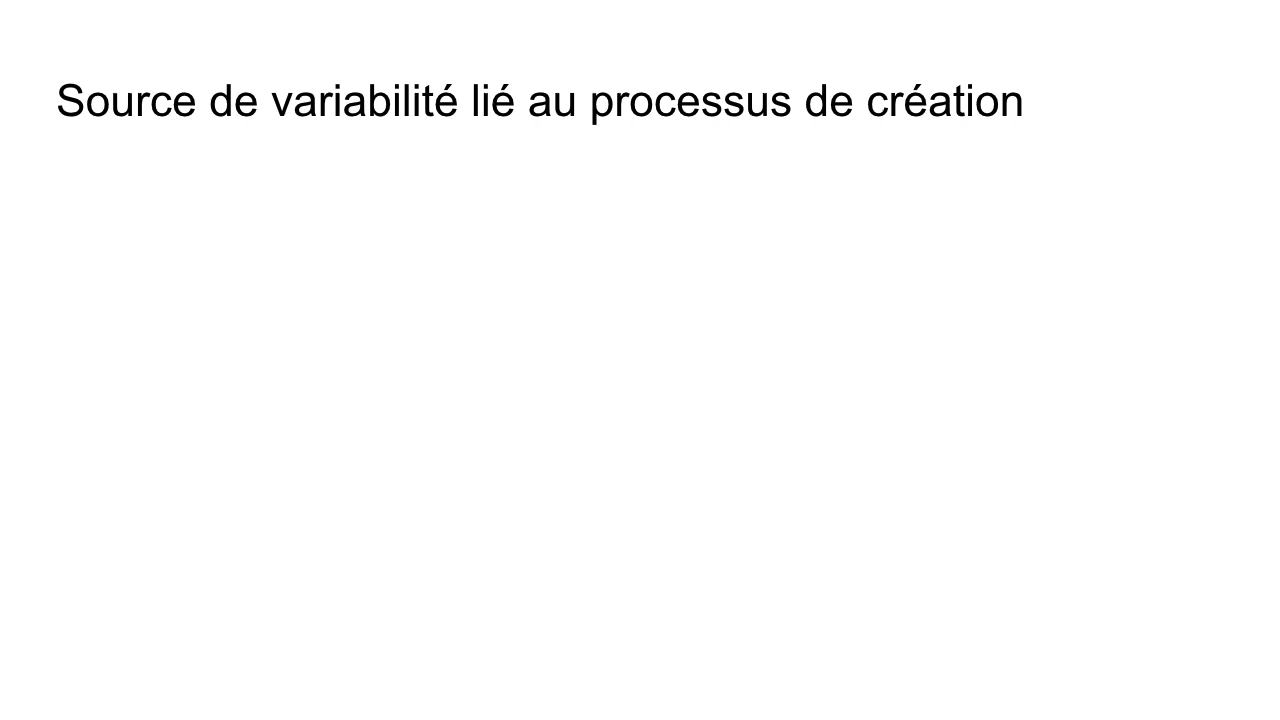 Source de variabilité lié au processus de création